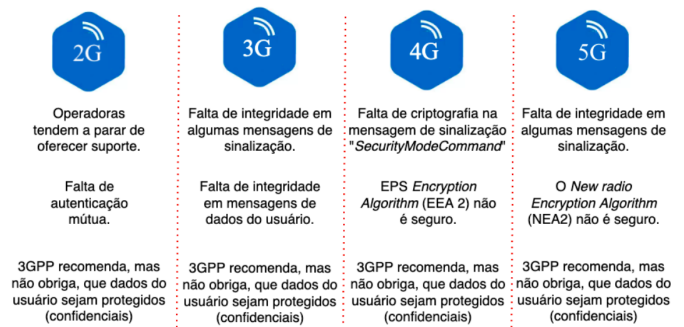 2G
Operadoras
tendem a parar de
oferecer suporte.
Falta de
autenticação
mútua.
3GPP recomenda, mas
não obriga, que dados do
usuário sejam protegidos
(confidenciais)
3G
Falta de integridade em
algumas mensagens de
sinalização.
Falta de integridade
em mensagens de
dados do usuário.
3GPP recomenda, mas
não obriga, que dados do
usuário sejam protegidos
(confidenciais)
4G
Falta de criptografia na
mensagem de sinalização
"SecurityModeCommand"
EPS Encryption
Algorithm (EEA 2) não
é seguro.
3GPP recomenda, mas
não obriga, que dados do
usuário sejam protegidos
(confidenciais)
5G
Falta de integridade em
algumas mensagens de
sinalização.
O New radio
Encryption Algorithm
(NEA2) não é seguro.
3GPP recomenda, mas
não obriga, que dados do
usuário sejam protegidos
(confidenciais)